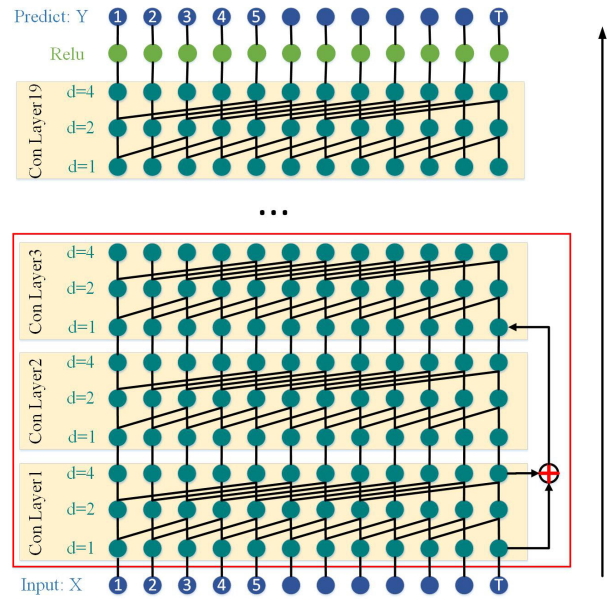 Predict: Y 1 2 3 4 5 T
Relu
Con Layer19
d=4
d=2
d=1
...
Con Layer3
d=4
d=2
d=1
Con Layer2
d=4
d=2
d=1
Con Layer1
d=4
d=2
d=1
Input: X 1 2 3 4 5 T